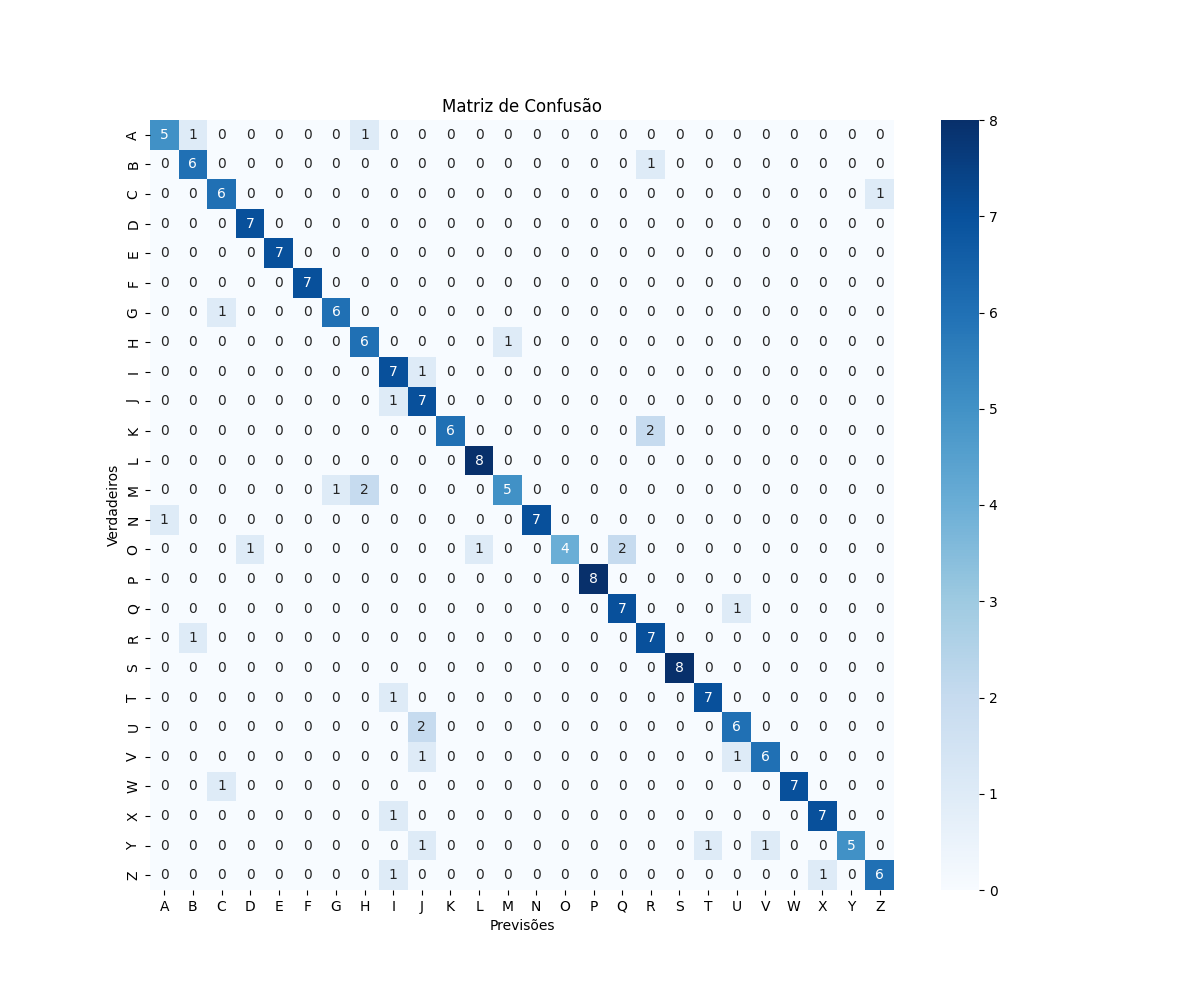 Matriz de Confusão
A 5 1 0 0 0 0 0 1 0 0 0 0 0 0 0 0 0 0 0 0 0 0 0 0 0 0
B 0 6 0 0 0 0 0 0 0 0 0 0 0 0 0 0 0 1 0 0 0 0 0 0 0 0
C 0 0 6 0 0 0 0 0 0 0 0 0 0 0 0 0 0 0 0 0 0 0 0 0 0 1
D 0 0 0 7 0 0 0 0 0 0 0 0 0 0 0 0 0 0 0 0 0 0 0 0 0 0
E 0 0 0 0 7 0 0 0 0 0 0 0 0 0 0 0 0 0 0 0 0 0 0 0 0 0
F 0 0 0 0 0 7 0 0 0 0 0 0 0 0 0 0 0 0 0 0 0 0 0 0 0 0
G 0 0 1 0 0 0 6 0 0 0 0 0 0 0 0 0 0 0 0 0 0 0 0 0 0 0
H 0 0 0 0 0 0 0 6 0 0 0 0 1 0 0 0 0 0 0 0 0 0 0 0 0 0
I 0 0 0 0 0 0 0 0 7 1 0 0 0 0 0 0 0 0 0 0 0 0 0 0 0 0
J 0 0 0 0 0 0 0 0 1 7 0 0 0 0 0 0 0 0 0 0 0 0 0 0 0 0
K 0 0 0 0 0 0 0 0 0 0 6 0 0 0 0 0 0 2 0 0 0 0 0 0 0 0
L 0 0 0 0 0 0 0 0 0 0 0 8 0 0 0 0 0 0 0 0 0 0 0 0 0 0
M 0 0 0 0 0 0 1 2 0 0 0 0 5 0 0 0 0 0 0 0 0 0 0 0 0 0
N 1 0 0 0 0 0 0 0 0 0 0 0 0 7 0 0 0 0 0 0 0 0 0 0 0 0
O 0 0 0 1 0 0 0 0 0 0 0 1 0 0 4 0 2 0 0 0 0 0 0 0 0 0
P 0 0 0 0 0 0 0 0 0 0 0 0 0 0 0 8 0 0 0 0 0 0 0 0 0 0
Q 0 0 0 0 0 0 0 0 0 0 0 0 0 0 0 0 7 0 0 0 1 0 0 0 0 0
R 0 1 0 0 0 0 0 0 0 0 0 0 0 0 0 0 0 7 0 0 0 0 0 0 0 0
S 0 0 0 0 0 0 0 0 0 0 0 0 0 0 0 0 0 0 8 0 0 0 0 0 0 0
T 0 0 0 0 0 0 0 0 1 0 0 0 0 0 0 0 0 0 0 7 0 0 0 0 0 0
U 0 0 0 0 0 0 0 0 0 2 0 0 0 0 0 0 0 0 0 0 6 0 0 0 0 0
V 0 0 0 0 0 0 0 0 0 1 0 0 0 0 0 0 0 0 0 0 1 6 0 0 0 0
W 0 0 1 0 0 0 0 0 0 0 0 0 0 0 0 0 0 0 0 0 0 0 7 0 0 0
X 0 0 0 0 0 0 0 0 1 0 0 0 0 0 0 0 0 0 0 0 0 0 0 7 0 0
Y 0 0 0 0 0 0 0 0 0 1 0 0 0 0 0 0 0 0 0 1 0 1 0 0 5 0
Z 0 0 0 0 0 0 0 0 1 0 0 0 0 0 0 0 0 0 0 0 0 0 0 1 0 6
A B C D E F G H I J K L M N O P Q R S T U V W X Y Z
Previsões
Verdadeiros
8
7
6
5
4
3
2
1
0